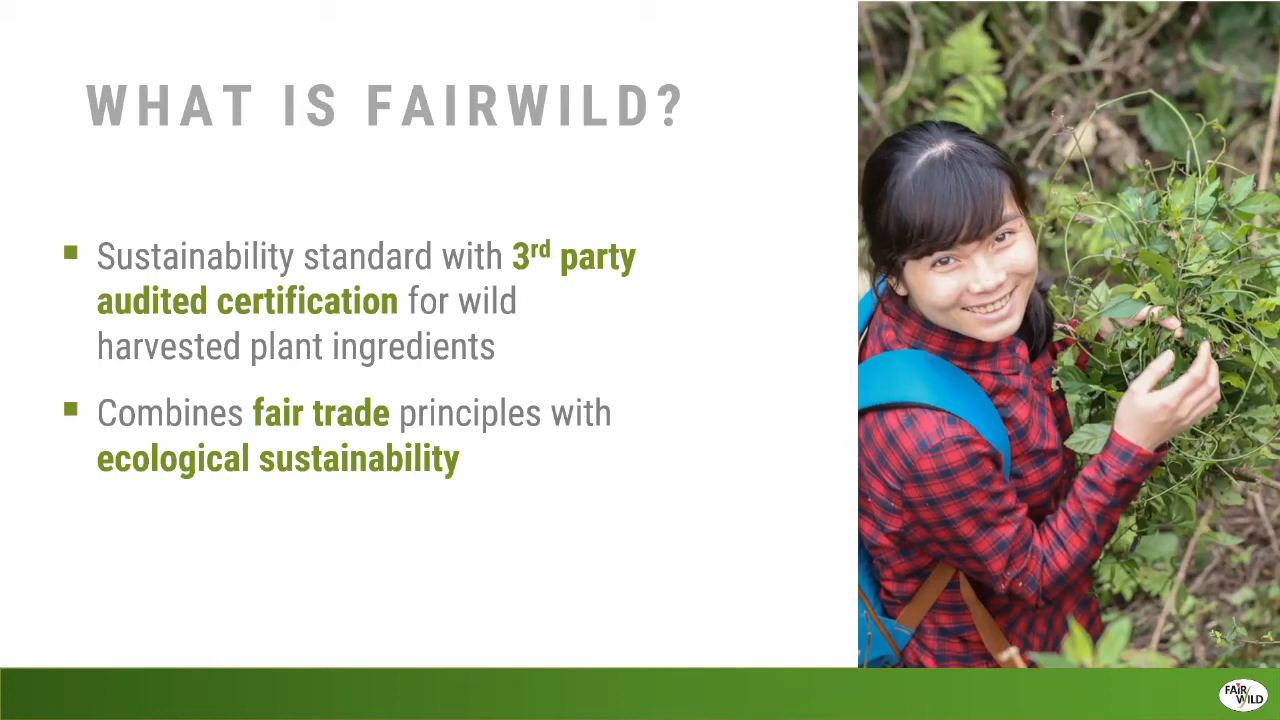 WHAT IS FAIRWILD?
Sustainability standard with 3rd party
audited certification for wild
harvested plant ingredients
Combines fair trade principles with
ecological sustainability
FAIR
WILD